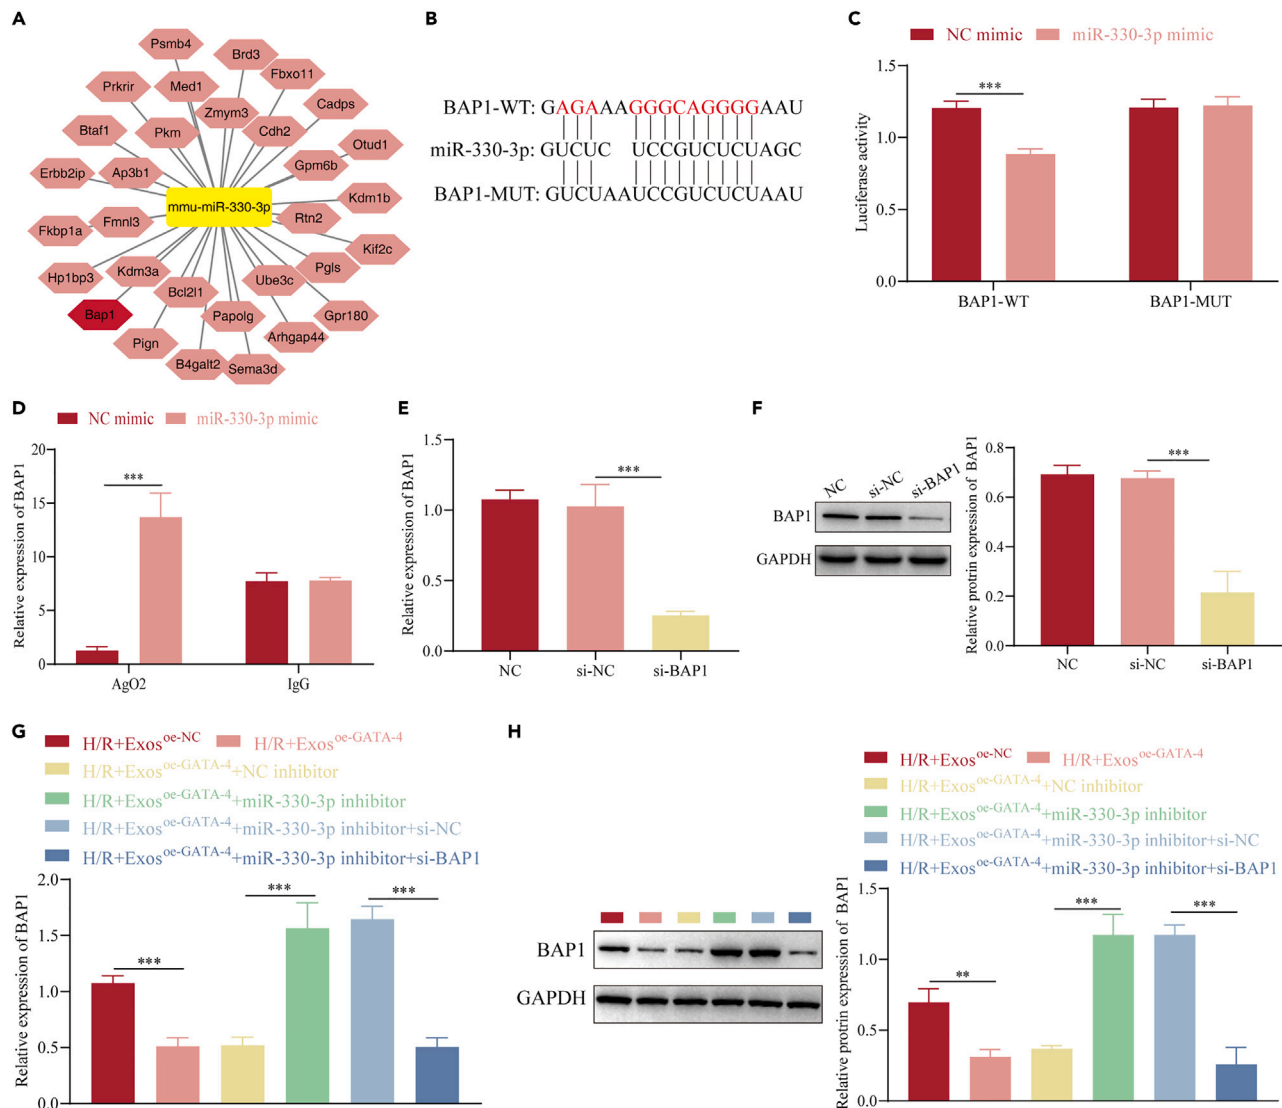 A
Psmb4
Brd3
Fbxo11
Prkrir
Med1
Cadps
Zmym3
Btaf1
Pkm
Cdh2
Otud1
Gpm6b
Erbb2ip
Ap3b1
Kdm1b
mmu-miR-330-3p
Rtn2
Fkbp1a
Fmnl3
Kif2c
Hp1bp3
Kdm3a
Ube3c
Pgls
Bcl2l1
Bap1
Papolg
Gpr180
Pign
Arhgap44
B4galt2
Sema3d
B
BAP1-WT: GAGAAAGGGCAGGGGAAU
miR-330-3p: GUCUC UCCGUCUCUAGC
BAP1-MUT: GUCUAAUCCGUCUCUAAU
C
NC mimic miR-330-3p mimic
Luciferase activity
1.5
1.0
0.5
0.0
***
BAP1-WT BAP1-MUT
D
NC mimic miR-330-3p mimic
Relative expression of BAP1
20
15
10
5
0
***
AgO2 IgG
E
Relative expression of BAP1
1.5
1.0
0.5
0.0
***
NC si-NC si-BAP1
F
NC si-NC si-BAP1
BAP1
GAPDH
Relative protrin expression of BAP1
0.8
0.6
0.4
0.2
0.0
***
NC si-NC si-BAP1
G
H/R+Exos^oe-NC H/R+Exos^oe-GATA-4
H/R+Exos^oe-GATA-4+NC inhibitor
H/R+Exos^oe-GATA-4+miR-330-3p inhibitor
H/R+Exos^oe-GATA-4+miR-330-3p inhibitor+si-NC
H/R+Exos^oe-GATA-4+miR-330-3p inhibitor+si-BAP1
Relative expression of BAP1
2.0
1.5
1.0
0.5
0.0
***
***
***
H
BAP1
GAPDH
H/R+Exos^oe-NC H/R+Exos^oe-GATA-4
H/R+Exos^oe-GATA-4+NC inhibitor
H/R+Exos^oe-GATA-4+miR-330-3p inhibitor
H/R+Exos^oe-GATA-4+miR-330-3p inhibitor+si-NC
H/R+Exos^oe-GATA-4+miR-330-3p inhibitor+si-BAP1
Relative protrin expression of BAP1
1.5
1.0
0.5
0.0
**
***
***